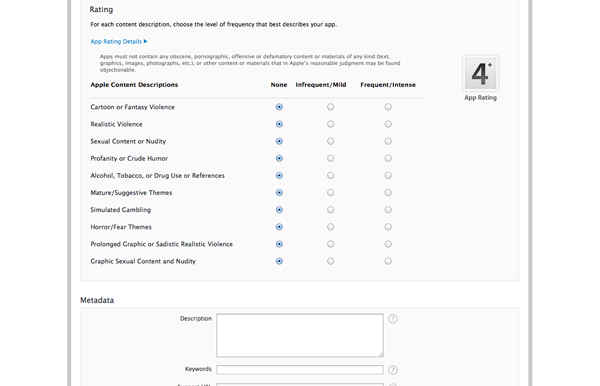 Rating
For each content description, choose the level of frequency that best describes your app.
App Rating Details ▶
Apps must not contain any obscene, pornographic, offensive or defamatory content or materials of any kind (text,
graphics, images, photographs, etc.), or other content or materials that in Apple's reasonable judgment may be found
objectionable.
4+
App Rating
Apple Content Descriptions None Infrequent/Mild Frequent/Intense
Cartoon or Fantasy Violence
Realistic Violence
Sexual Content or Nudity
Profanity or Crude Humor
Alcohol, Tobacco, or Drug Use or References
Mature/Suggestive Themes
Simulated Gambling
Horror/Fear Themes
Prolonged Graphic or Sadistic Realistic Violence
Graphic Sexual Content and Nudity
Metadata
Description ?
Keywords ?